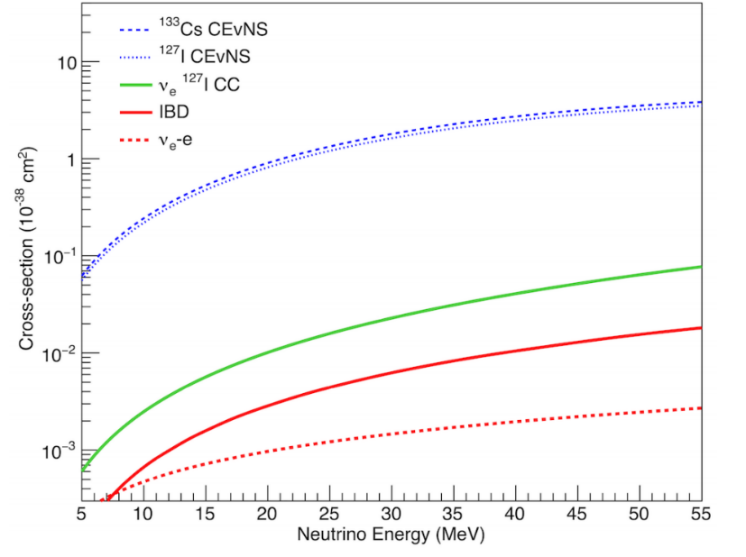 ¹³³Cs CEvNS
¹²⁷I CEvNS
νₑ ¹²⁷I CC
IBD
νₑ-e
10
1
10⁻¹
10⁻²
10⁻³
Cross-section (10⁻³⁸ cm²)
5 10 15 20 25 30 35 40 45 50 55
Neutrino Energy (MeV)